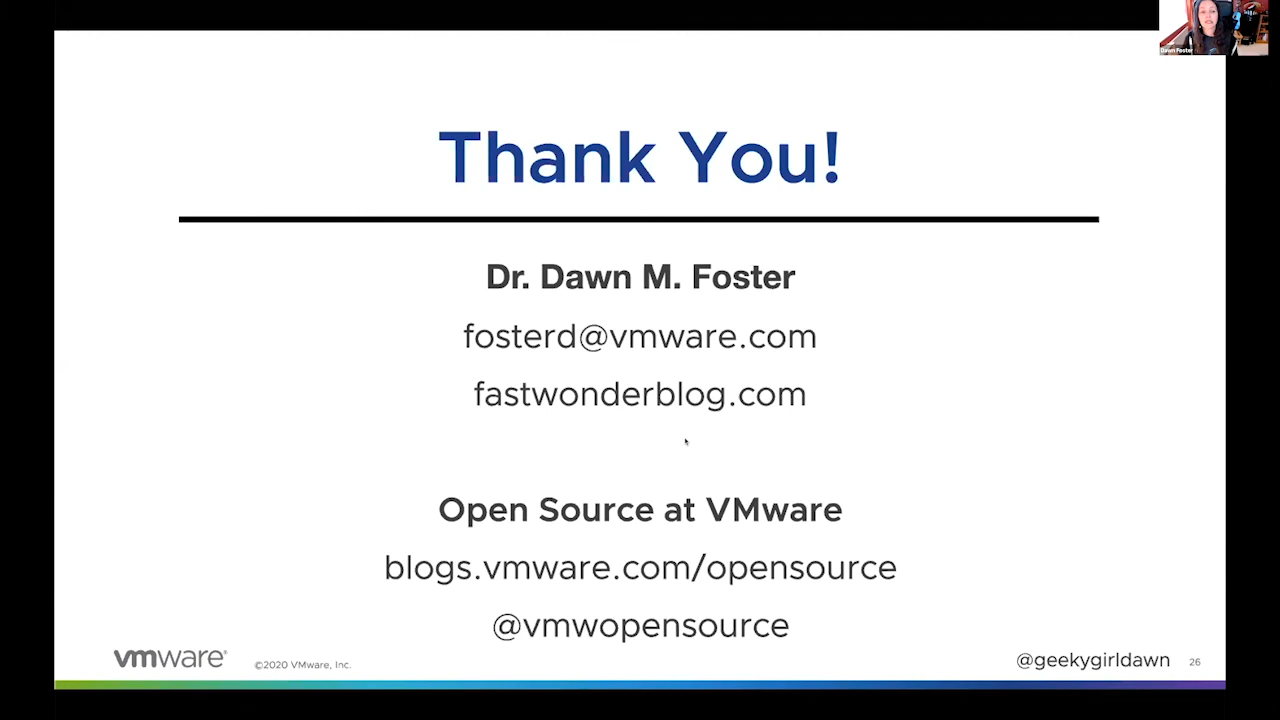 Dawn Foster
Thank You!
Dr. Dawn M. Foster
fosterd@vmware.com
fastwonderblog.com
Open Source at VMware
blogs.vmware.com/opensource
@vmwopensource
vmware®
©2020 VMware, Inc.
@geekygirldawn
26